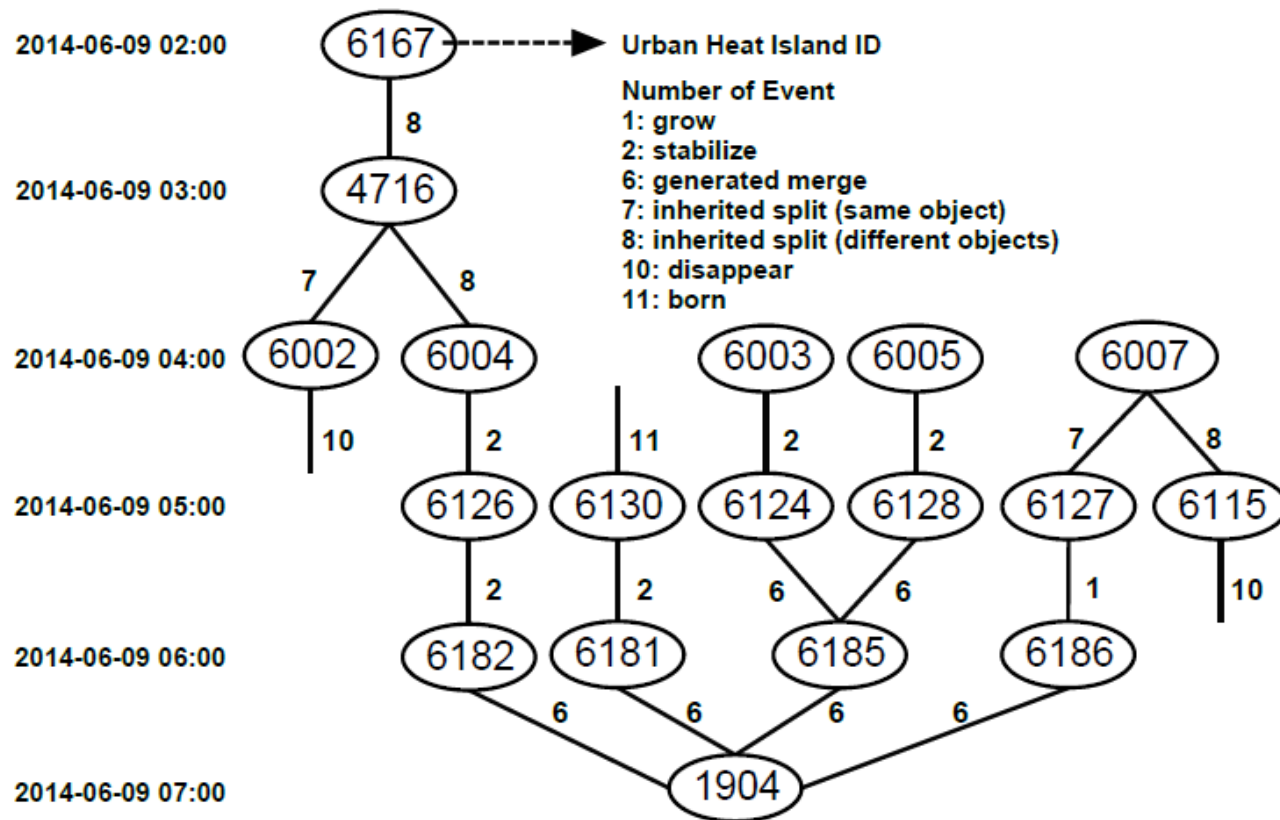 2014-06-09 02:00 6167 Urban Heat Island ID
Number of Event
1: grow
2: stabilize
6: generated merge
7: inherited split (same object)
8: inherited split (different objects)
10: disappear
11: born
8
2014-06-09 03:00 4716
7 8
2014-06-09 04:00 6002 6004 6003 6005 6007
10 2 11 2 2 7 8
2014-06-09 05:00 6126 6130 6124 6128 6127 6115
2 2 6 6 1 10
2014-06-09 06:00 6182 6181 6185 6186
6 6 6 6
2014-06-09 07:00 1904